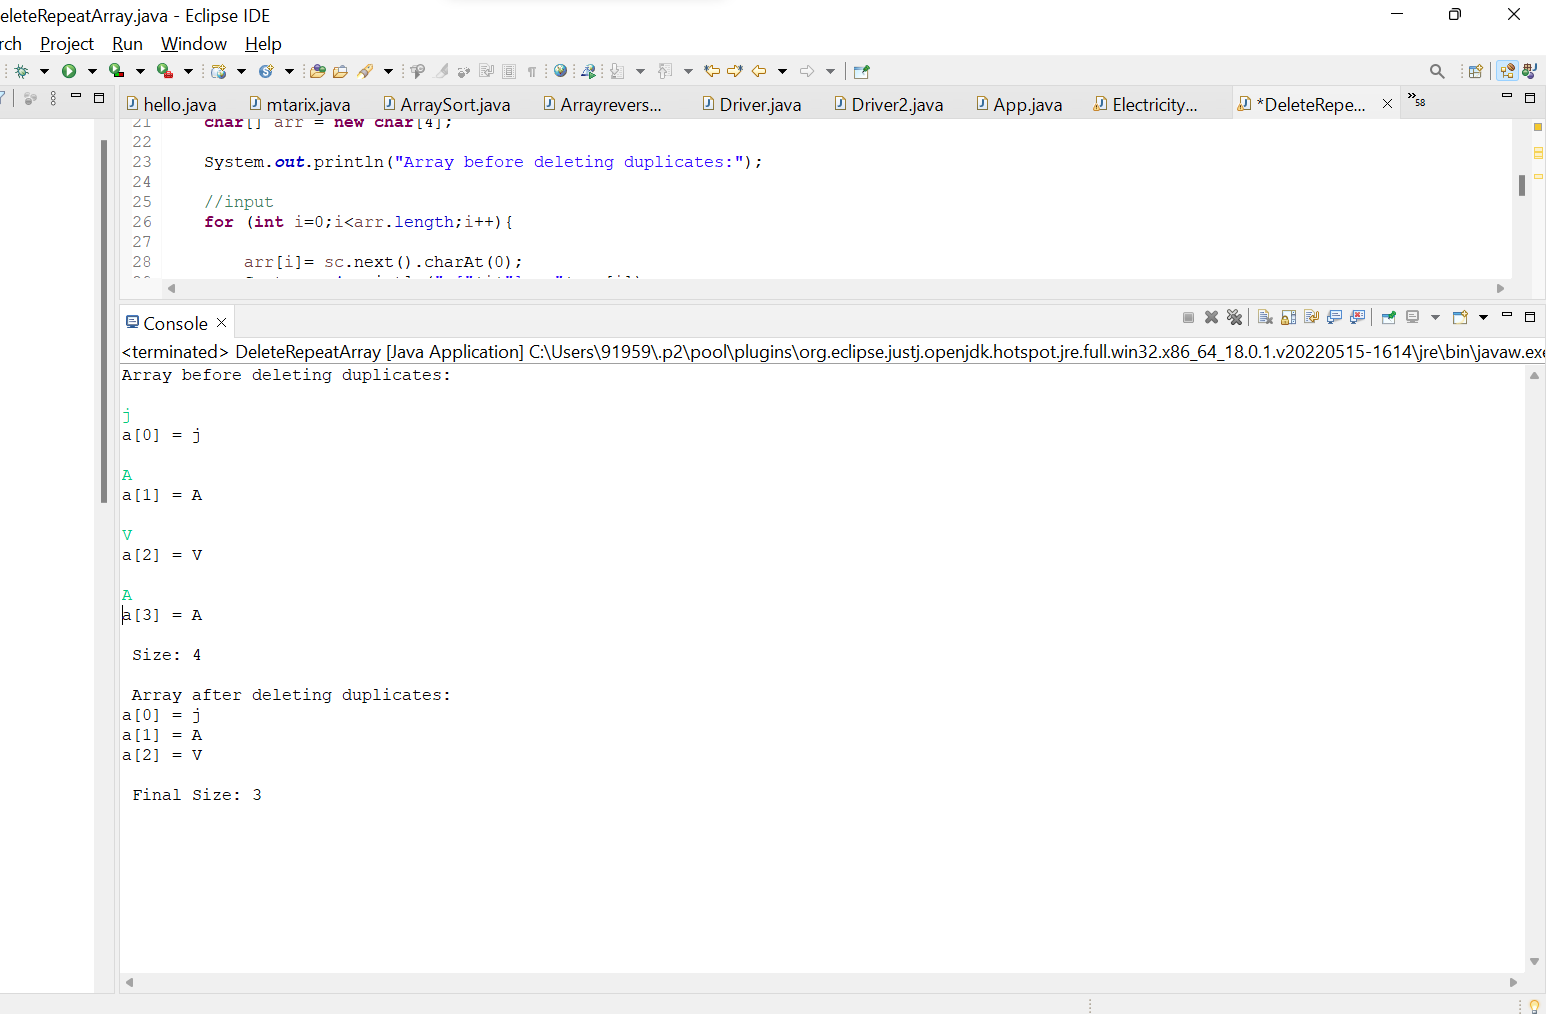 eleteRepeatArray.java - Eclipse IDE
rch Project Run Window Help
hello.java mtarix.java ArraySort.java Arrayrevers... Driver.java Driver2.java App.java Electricity... *DeleteRepe... 58
21 char[] arr = new char[4];
22
23 System.out.println("Array before deleting duplicates:");
24
25 //input
26 for (int i=0;i<arr.length;i++){
27
28 arr[i]= sc.next().charAt(0);
Console
<terminated> DeleteRepeatArray [Java Application] C:\Users\91959\.p2\pool\plugins\org.eclipse.justj.openjdk.hotspot.jre.full.win32.x86_64_18.0.1.v20220515-1614\jre\bin\javaw.exe
Array before deleting duplicates:
j
a[0] = j
A
a[1] = A
V
a[2] = V
A
a[3] = A
Size: 4
Array after deleting duplicates:
a[0] = j
a[1] = A
a[2] = V
Final Size: 3